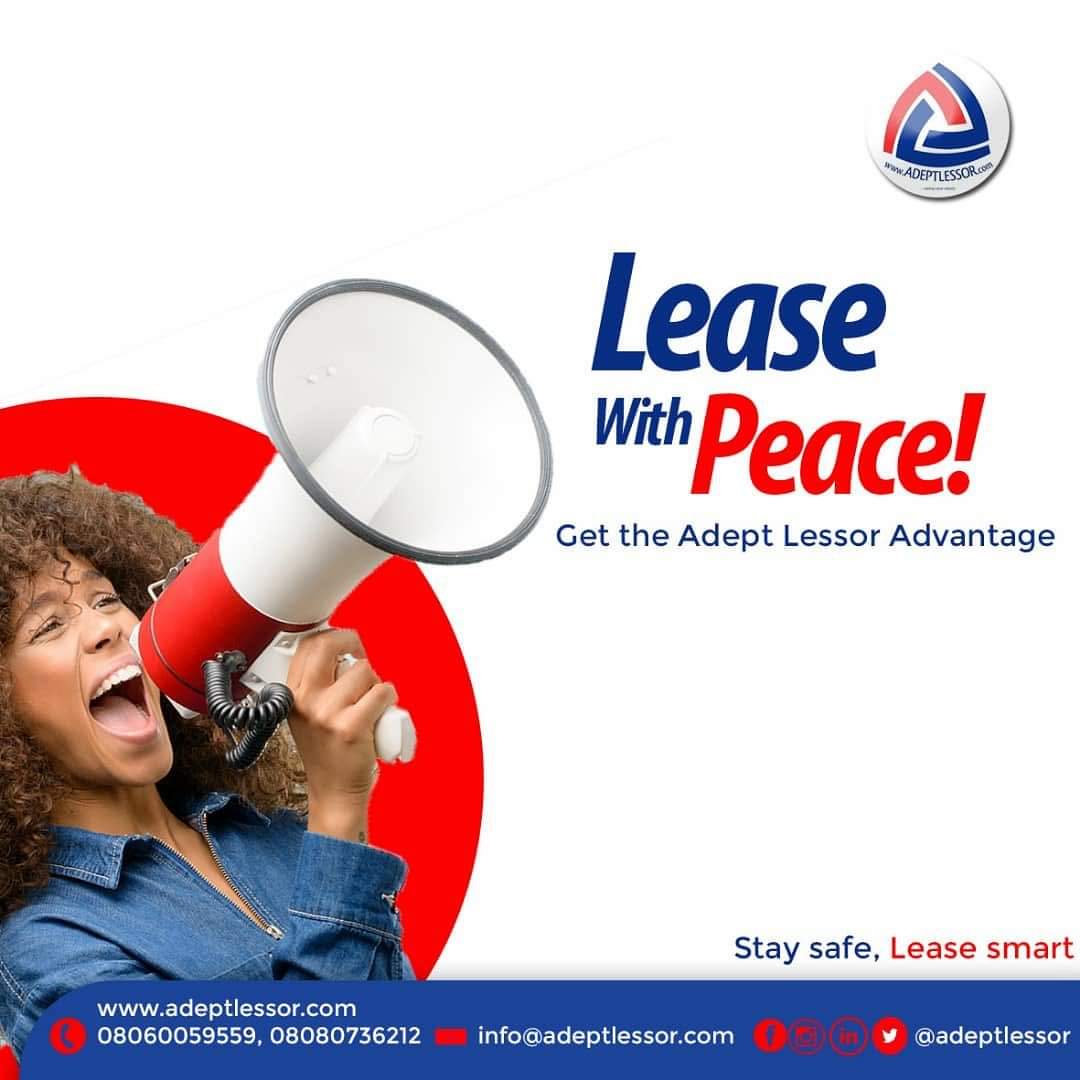 www.ADEPTLESSOR.com
Lease
With Peace!
Get the Adept Lessor Advantage
Stay safe, Lease smart
www.adeptlessor.com
08060059559, 08080736212 info@adeptlessor.com @adeptlessor